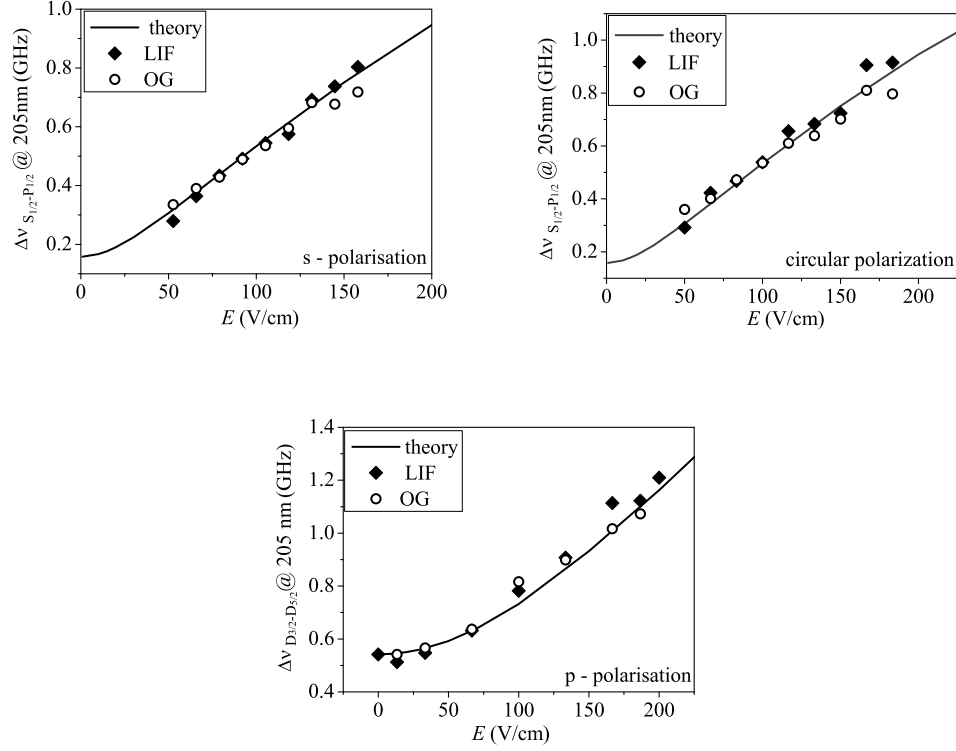 1.0
0.8
0.6
0.4
0.2
0
50
100
150
200
theory
LIF
OG
s - polarisation
E (V/cm)
Δν S1/2-P1/2 @ 205nm (GHz)
1.0
0.8
0.6
0.4
0.2
0
50
100
150
200
theory
LIF
OG
circular polarization
E (V/cm)
Δν S1/2-P1/2 @ 205nm (GHz)
1.4
1.2
1.0
0.8
0.6
0.4
0
50
100
150
200
theory
LIF
OG
p - polarisation
E (V/cm)
Δν D3/2-D5/2@ 205 nm (GHz)